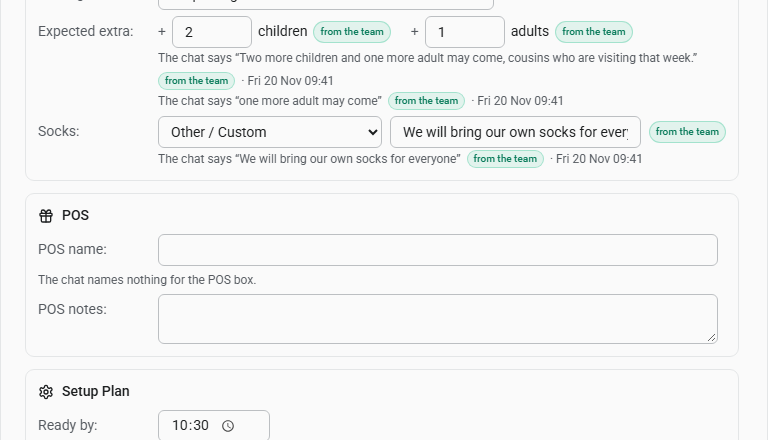 Expected extra: + 2 children from the team + 1 adults from the team
The chat says “Two more children and one more adult may come, cousins who are visiting that week.”
from the team · Fri 20 Nov 09:41
The chat says “one more adult may come” from the team · Fri 20 Nov 09:41
Socks: Other / Custom We will bring our own socks for every from the team
The chat says “We will bring our own socks for everyone” from the team · Fri 20 Nov 09:41
POS
POS name:
The chat names nothing for the POS box.
POS notes:
Setup Plan
Ready by: 10:30